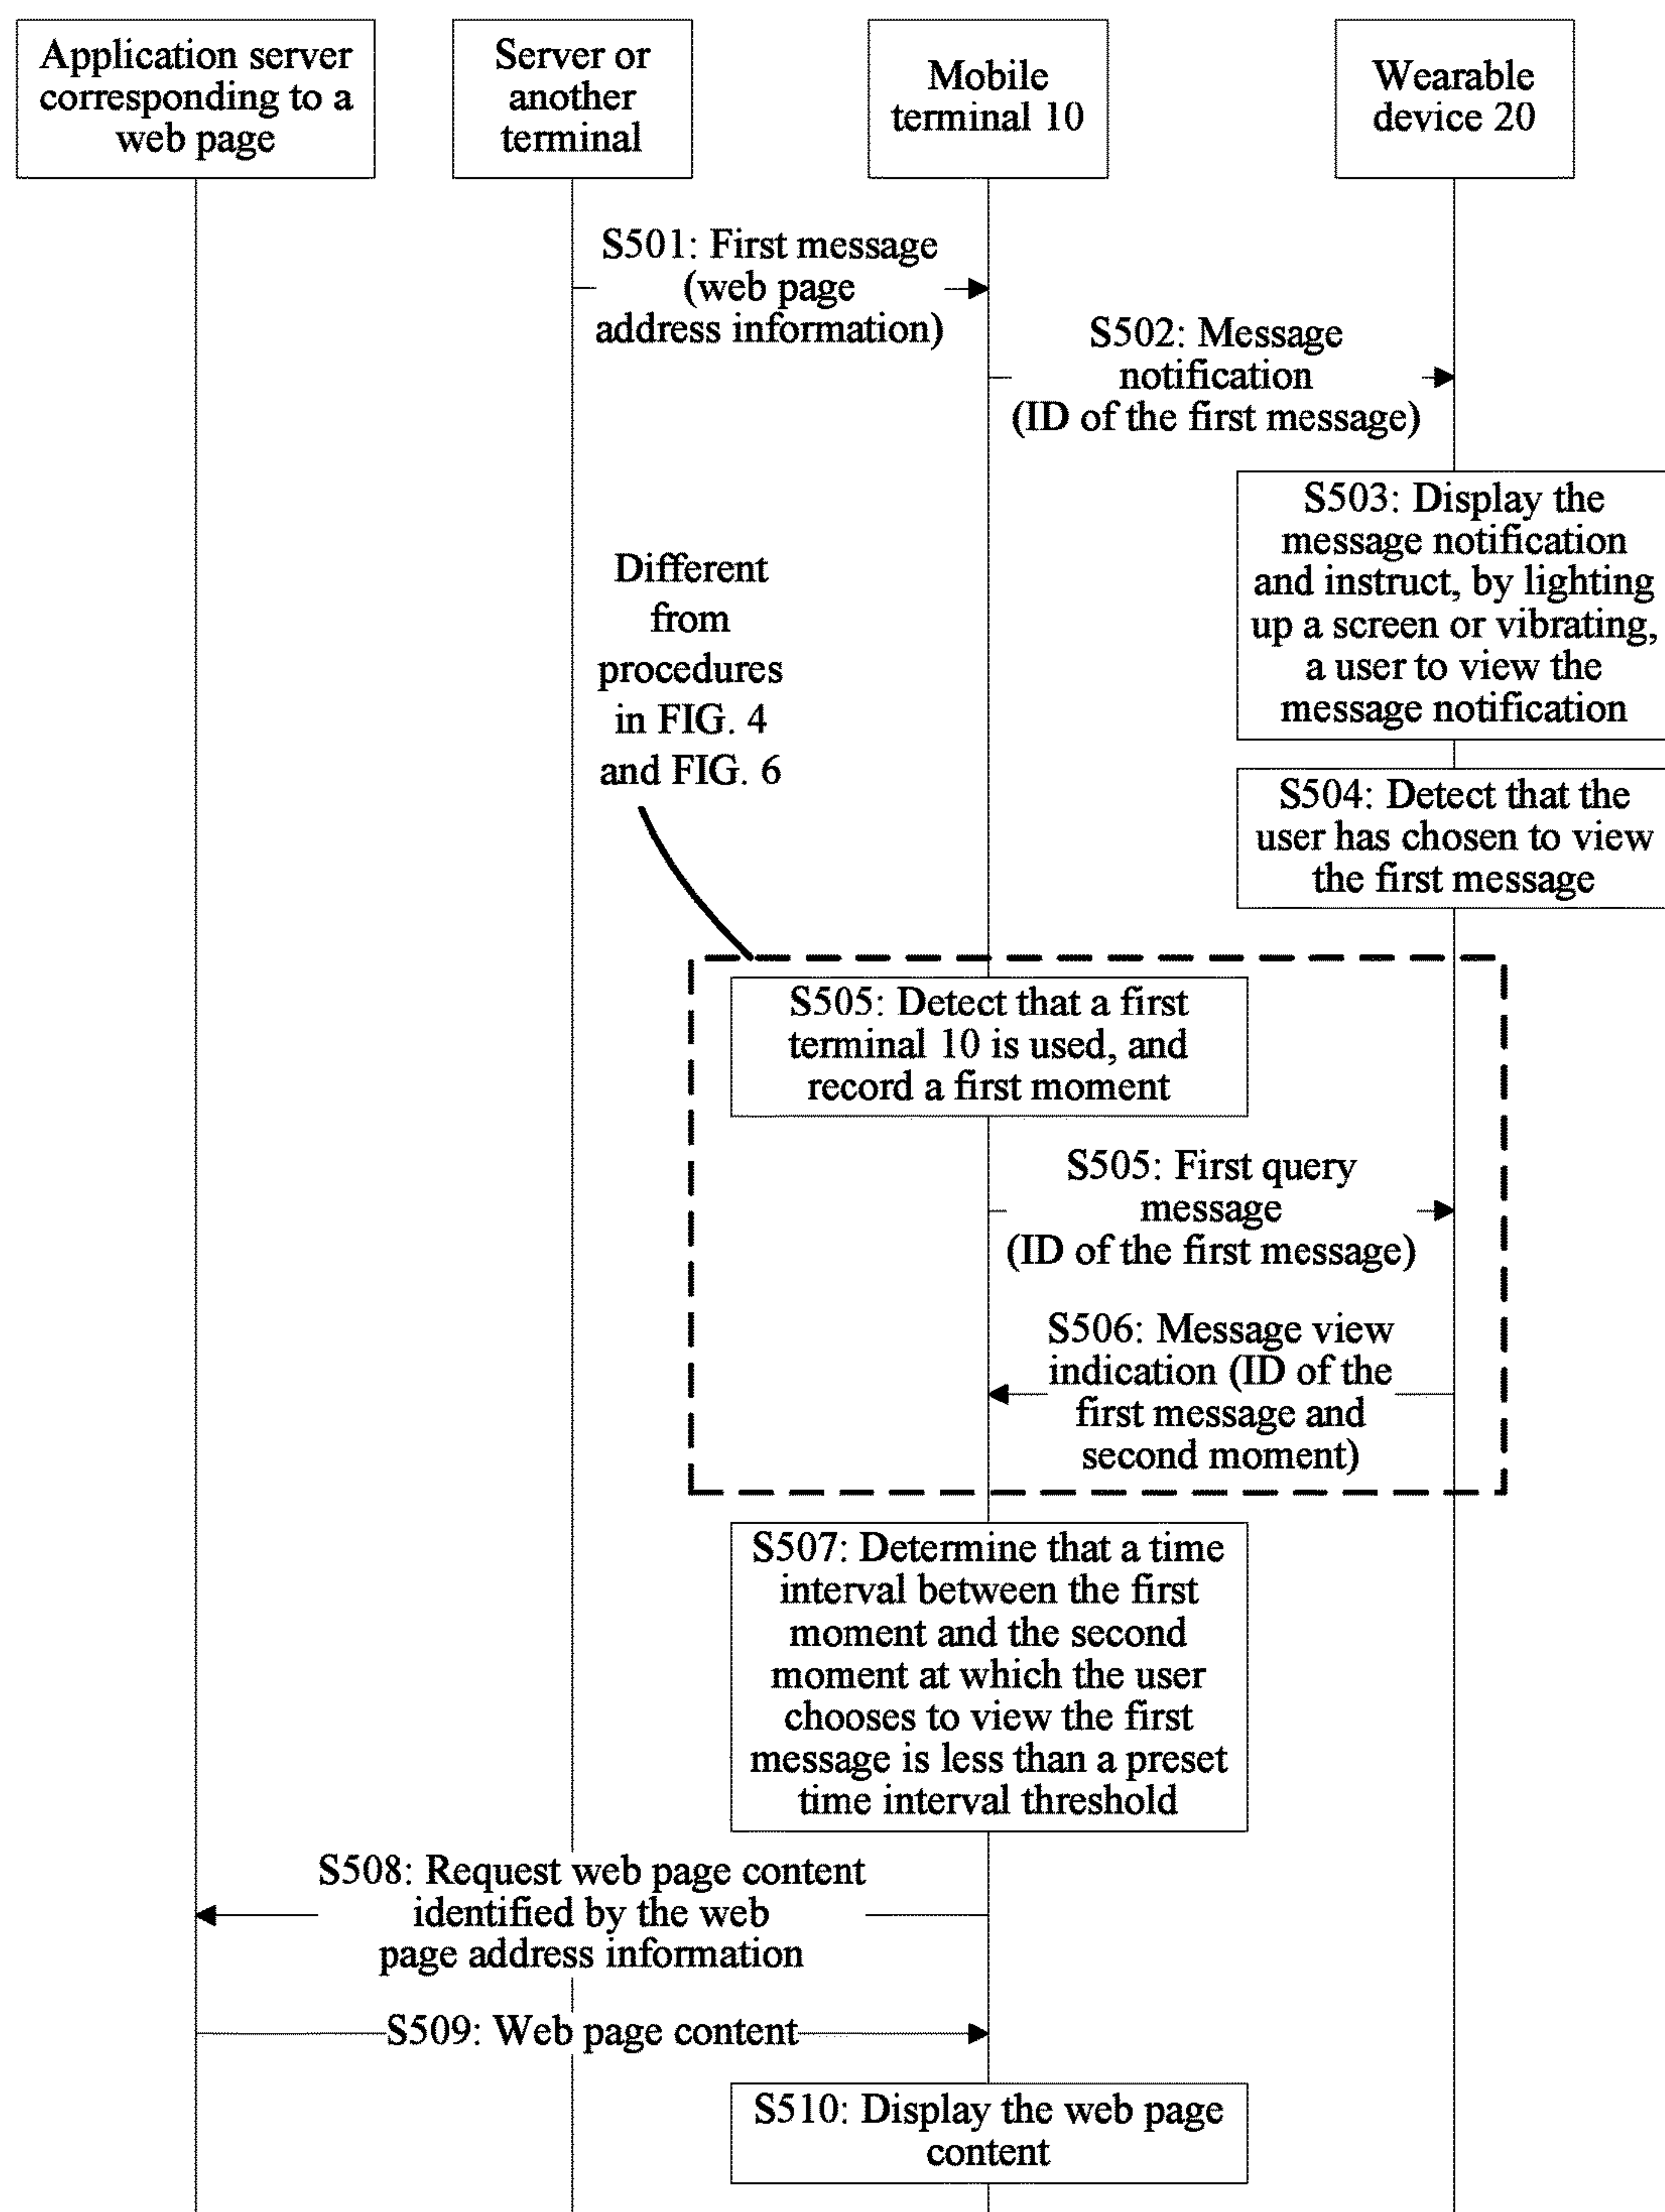 Application server
corresponding to a
web page
Server or
another
terminal
Mobile
terminal 10
Wearable
device 20
S501: First message
(web page
address information)
S502: Message
notification
(ID of the first message)
S503: Display the
message notification
and instruct, by lighting
up a screen or vibrating,
a user to view the
message notification
Different
from
procedures
in FIG. 4
and FIG. 6
S504: Detect that the
user has chosen to view
the first message
S505: Detect that a first
terminal 10 is used, and
record a first moment
S505: First query
message
(ID of the first message)
S506: Message view
indication (ID of the
first message and
second moment)
S507: Determine that a time
interval between the first
moment and the second
moment at which the user
chooses to view the first
message is less than a preset
time interval threshold
S508: Request web page content
identified by the web
page address information
S509: Web page content
S510: Display the web page
content